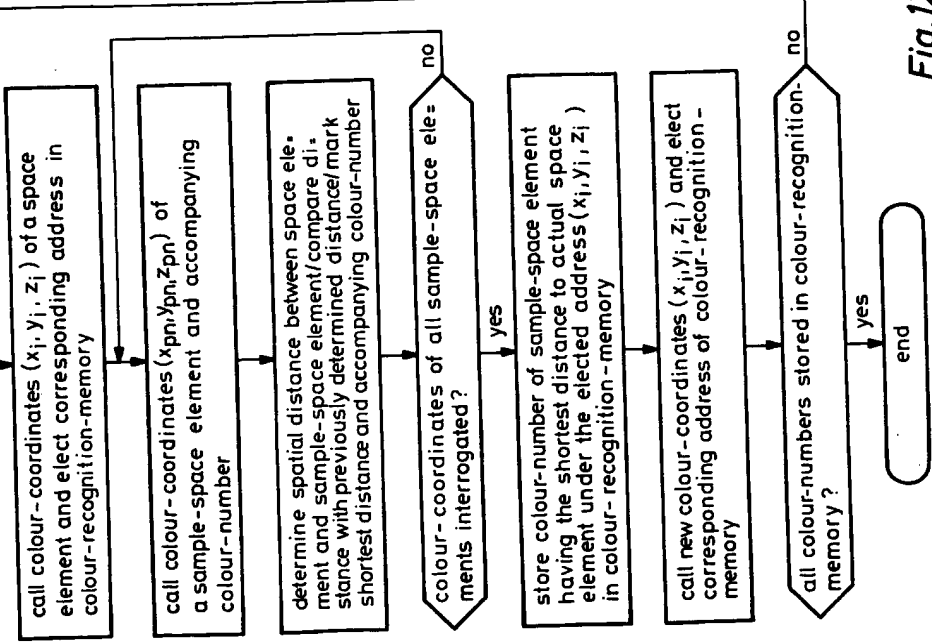 call colour-coordinates (xi, yi, zi) of a space
element and elect corresponding address in
colour-recognition-memory
call colour-coordinates (xpn,ypn,zpn) of
a sample-space element and accompanying
colour-number
determine spatial distance between space ele=
ment and sample-space element/compare di=
stance with previously determined distance/mark
shortest distance and accompanying colour-number
colour-coordinates of all sample-space ele=
ments interrogated?
no
yes
store colour-number of sample-space element
having the shortest distance to actual space
element under the elected address (xi, yi, zi)
in colour-recognition-memory
call new colour-coordinates (xi, yi, zi) and elect
corresponding address of colour-recognition-
memory
all colour-numbers stored in colour-recognition-
memory?
no
yes
end